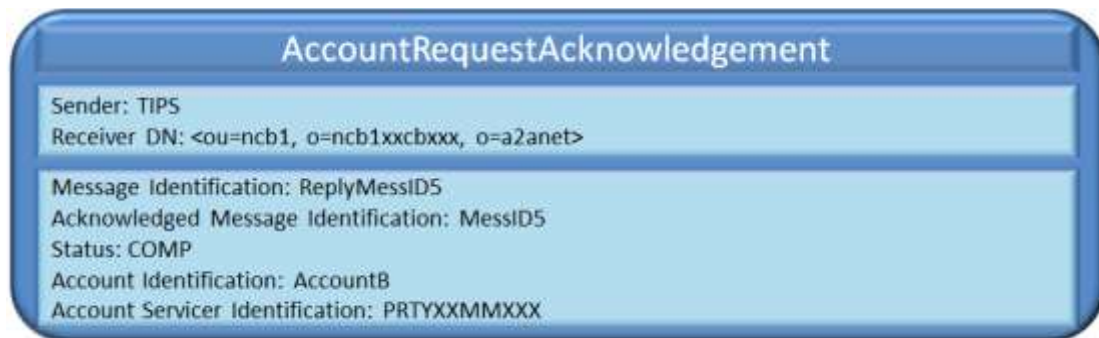 AccountRequestAcknowledgement
Sender: TIPS
Receiver DN: <ou=ncb1, o=ncb1xxcbxxx, o=a2anet>
Message Identification: ReplyMessID5
Acknowledged Message Identification: MessID5
Status: COMP
Account Identification: AccountB
Account Servicer Identification: PRTYXXMMXXX